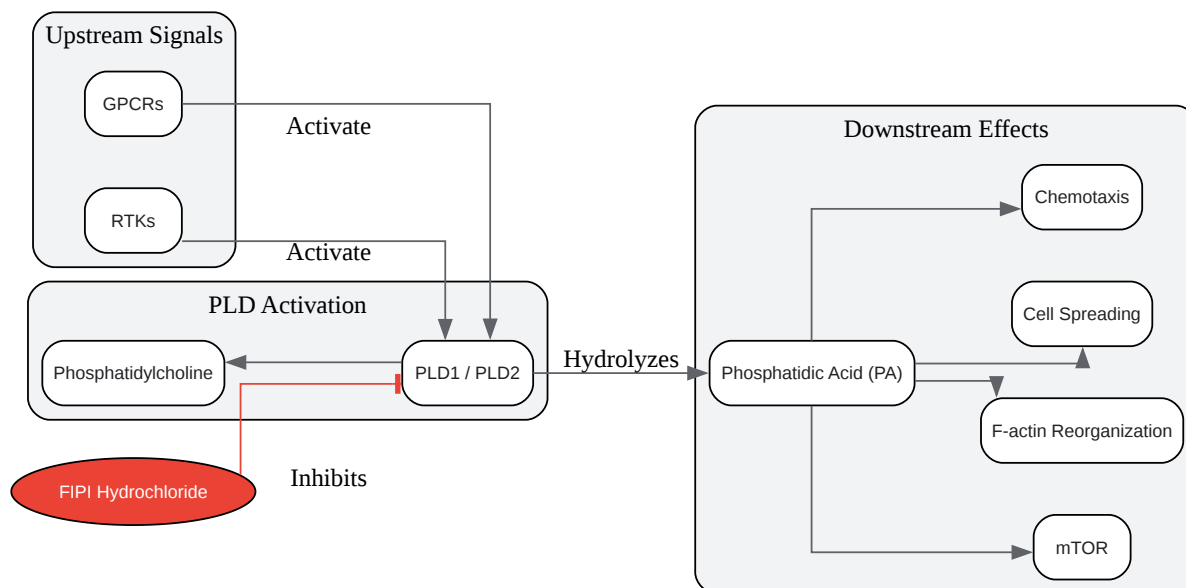 Upstream Signals
GPCRs
Activate
RTKs
Activate
PLD Activation
Phosphatidylcholine
PLD1 / PLD2
Hydrolyzes
FIPI Hydrochloride
Inhibits
Downstream Effects
Chemotaxis
Cell Spreading
Phosphatidic Acid (PA)
F-actin Reorganization
mTOR